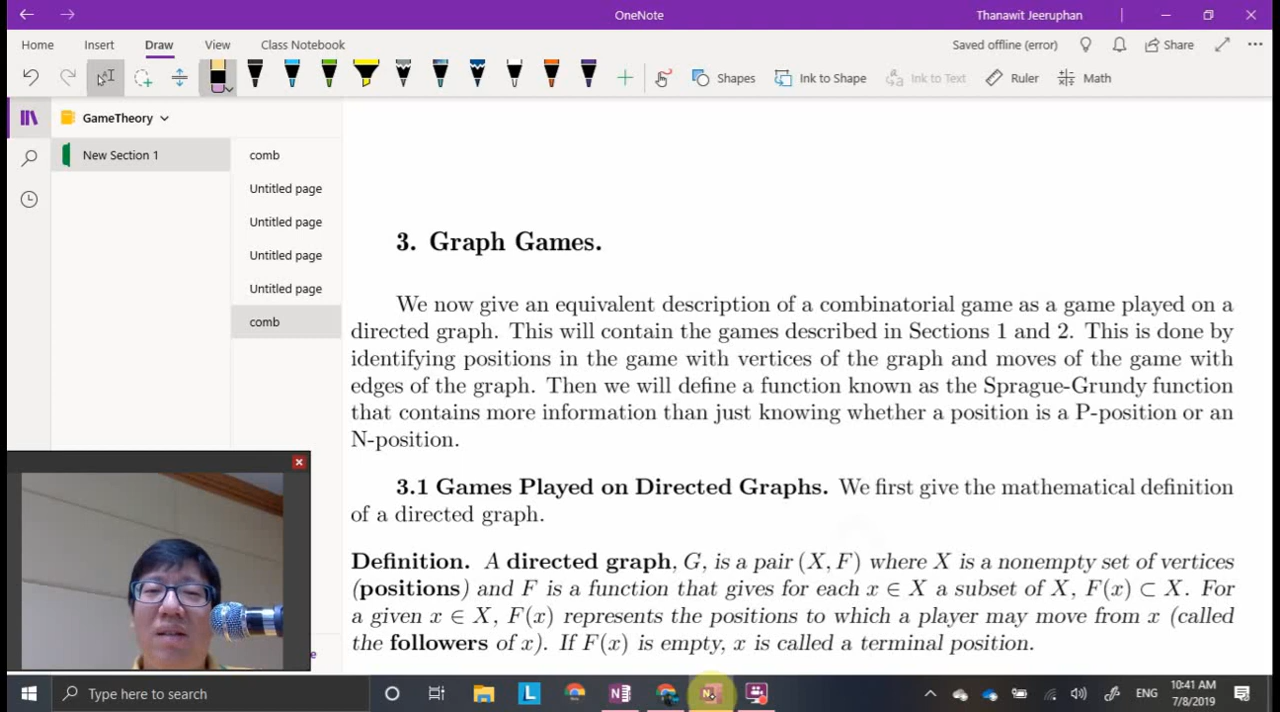 OneNote
Thanawit Jeeruphan
Home Insert Draw View Class Notebook
Saved offline (error) Share
Shapes Ink to Shape Ink to Text Ruler Math
GameTheory
New Section 1
comb
Untitled page
Untitled page
Untitled page
Untitled page
comb
3. Graph Games.
We now give an equivalent description of a combinatorial game as a game played on a
directed graph. This will contain the games described in Sections 1 and 2. This is done by
identifying positions in the game with vertices of the graph and moves of the game with
edges of the graph. Then we will define a function known as the Sprague-Grundy function
that contains more information than just knowing whether a position is a P-position or an
N-position.
3.1 Games Played on Directed Graphs. We first give the mathematical definition
of a directed graph.
Definition. A directed graph, G, is a pair (X, F) where X is a nonempty set of vertices
(positions) and F is a function that gives for each x ∈ X a subset of X, F(x) ⊂ X. For
a given x ∈ X, F(x) represents the positions to which a player may move from x (called
the followers of x). If F(x) is empty, x is called a terminal position.
Type here to search
ENG
10:41 AM
7/8/2019